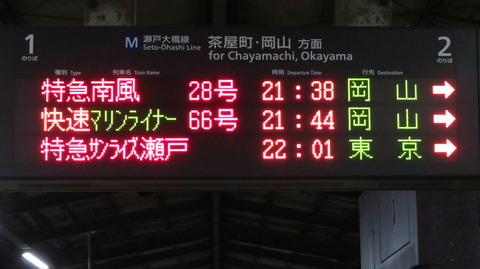 1 のりば M 瀬戸大橋線 Seto-Ōhashi Line 茶屋町・岡山 方面 for Chayamachi, Okayama 2 のりば
種別 Type 列車名 Train Name 時刻 Departure Time 行先 Destination
特急南風 28号 21:38 岡山 →
快速マリンライナー 66号 21:44 岡山 →
特急サンライズ瀬戸 22:01 東京 →